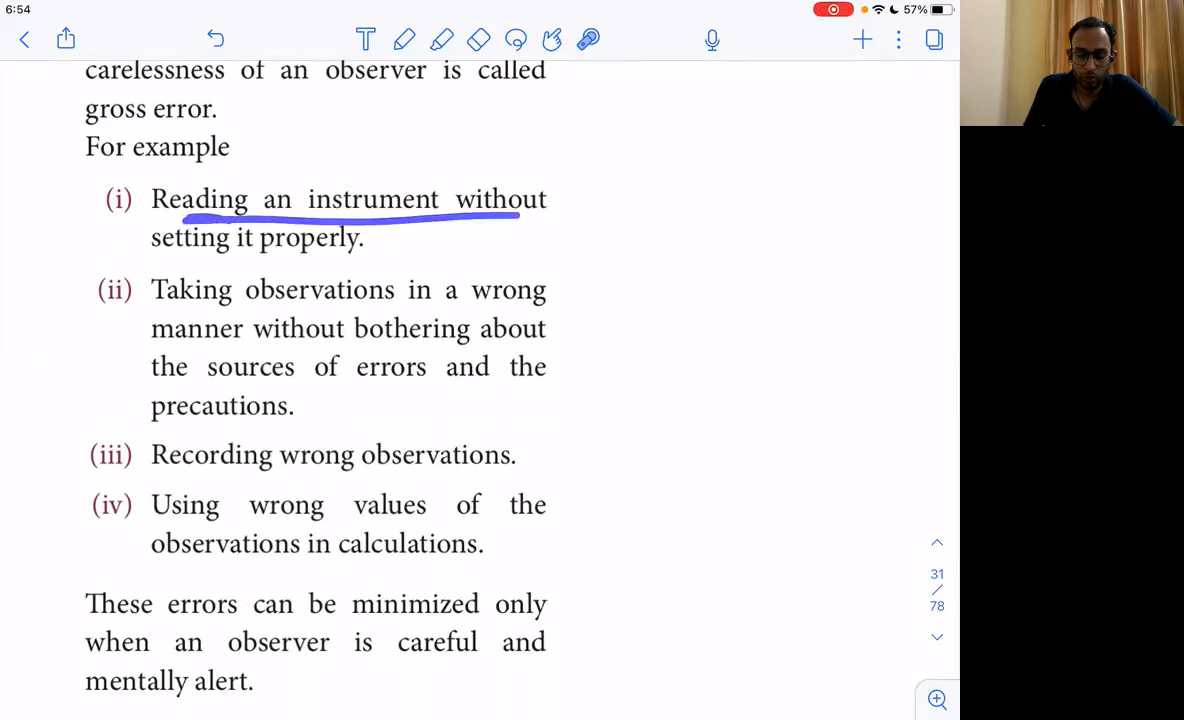 6:54
57%
carelessness of an observer is called
gross error.
For example
(i) Reading an instrument without
setting it properly.
(ii) Taking observations in a wrong
manner without bothering about
the sources of errors and the
precautions.
(iii) Recording wrong observations.
(iv) Using wrong values of the
observations in calculations.
These errors can be minimized only
when an observer is careful and
mentally alert.
31
/
78